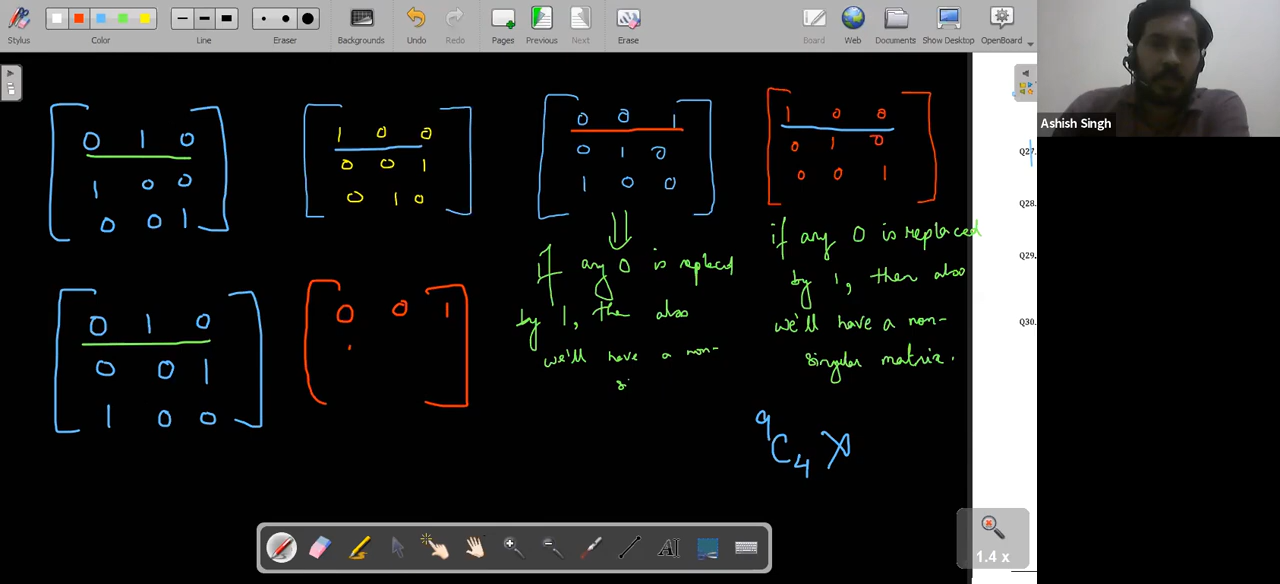 Stylus
Color
Line
Eraser
Backgrounds
Undo
Redo
Pages
Previous
Next
Erase
Board
Web
Documents
Show Desktop
OpenBoard
Ashish Singh
0 1 0
1 0 0
0 0 1
1 0 0
0 0 1
0 1 0
0 0 1
0 1 0
1 0 0
1 0 0
0 1 0
0 0 1
⇓
If any 0 is replaced
by 1, then also
we'll have a non-
si
if any 0 is replaced
by 1, then also
we'll have a non-
singular matrix.
0 1 0
0 0 1
1 0 0
0 0 1
9C4 X
Q27.
Q28.
Q29.
Q30.
AI
1.4 x